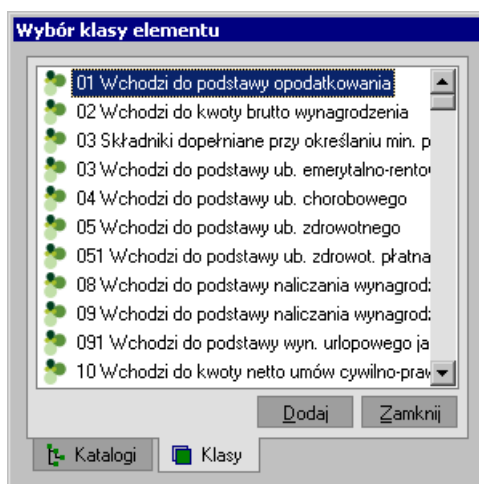 Wybór klasy elementu
01 Wchodzi do podstawy opodatkowania
02 Wchodzi do kwoty brutto wynagrodzenia
03 Składniki dopełniane przy określaniu min. p
03 Wchodzi do podstawy ub. emerytalno-rento
04 Wchodzi do podstawy ub. chorobowego
05 Wchodzi do podstawy ub. zdrowotnego
051 Wchodzi do podstawy ub. zdrowot. płatna
08 Wchodzi do podstawy naliczania wynagrod
09 Wchodzi do podstawy naliczania wynagrod
091 Wchodzi do podstawy wyn. urlopowego ja
10 Wchodzi do kwoty netto umów cywilno-praw
Dodaj Zamknij
Katalogi Klasy